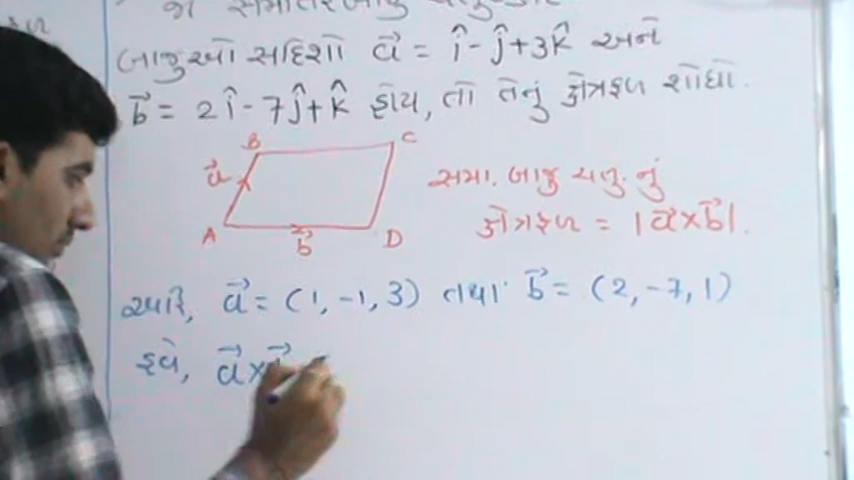 જો સમાંતરબાજુ
બાજુઓ સદિશો a⃗ = î - ĵ + 3k̂ અને
b⃗ = 2î - 7ĵ + k̂ હોય, તો તેનું ક્ષેત્રફળ શોધો.
B C
a⃗
A b⃗ D
સમા. બાજુ ચતુ. નું
ક્ષેત્રફળ = |a⃗×b⃗|.
અહીં, a⃗ = (1, -1, 3) તથા b⃗ = (2, -7, 1)
હવે, a⃗×